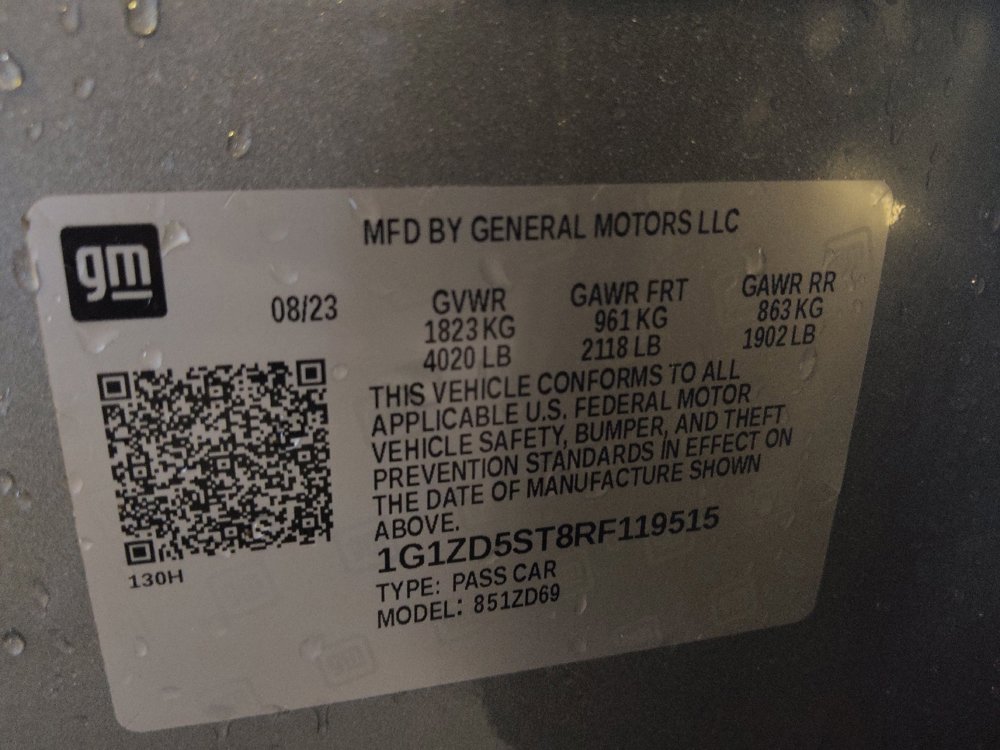 gm
MFD BY GENERAL MOTORS LLC
08/23
GVWR
1823 KG
4020 LB
GAWR FRT
961 KG
2118 LB
GAWR RR
863 KG
1902 LB
THIS VEHICLE CONFORMS TO ALL
APPLICABLE U.S. FEDERAL MOTOR
VEHICLE SAFETY, BUMPER, AND THEFT
PREVENTION STANDARDS IN EFFECT ON
THE DATE OF MANUFACTURE SHOWN
ABOVE.
1G1ZD5ST8RF119515
TYPE: PASS CAR
MODEL: 851ZD69
130H